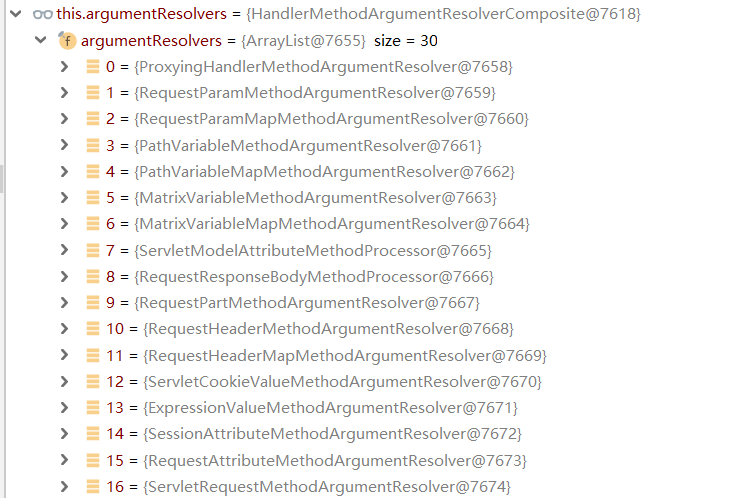 this.argumentResolvers = {HandlerMethodArgumentResolverComposite@7618}
f argumentResolvers = {ArrayList@7655} size = 30
0 = {ProxyingHandlerMethodArgumentResolver@7658}
1 = {RequestParamMethodArgumentResolver@7659}
2 = {RequestParamMapMethodArgumentResolver@7660}
3 = {PathVariableMethodArgumentResolver@7661}
4 = {PathVariableMapMethodArgumentResolver@7662}
5 = {MatrixVariableMethodArgumentResolver@7663}
6 = {MatrixVariableMapMethodArgumentResolver@7664}
7 = {ServletModelAttributeMethodProcessor@7665}
8 = {RequestResponseBodyMethodProcessor@7666}
9 = {RequestPartMethodArgumentResolver@7667}
10 = {RequestHeaderMethodArgumentResolver@7668}
11 = {RequestHeaderMapMethodArgumentResolver@7669}
12 = {ServletCookieValueMethodArgumentResolver@7670}
13 = {ExpressionValueMethodArgumentResolver@7671}
14 = {SessionAttributeMethodArgumentResolver@7672}
15 = {RequestAttributeMethodArgumentResolver@7673}
16 = {ServletRequestMethodArgumentResolver@7674}